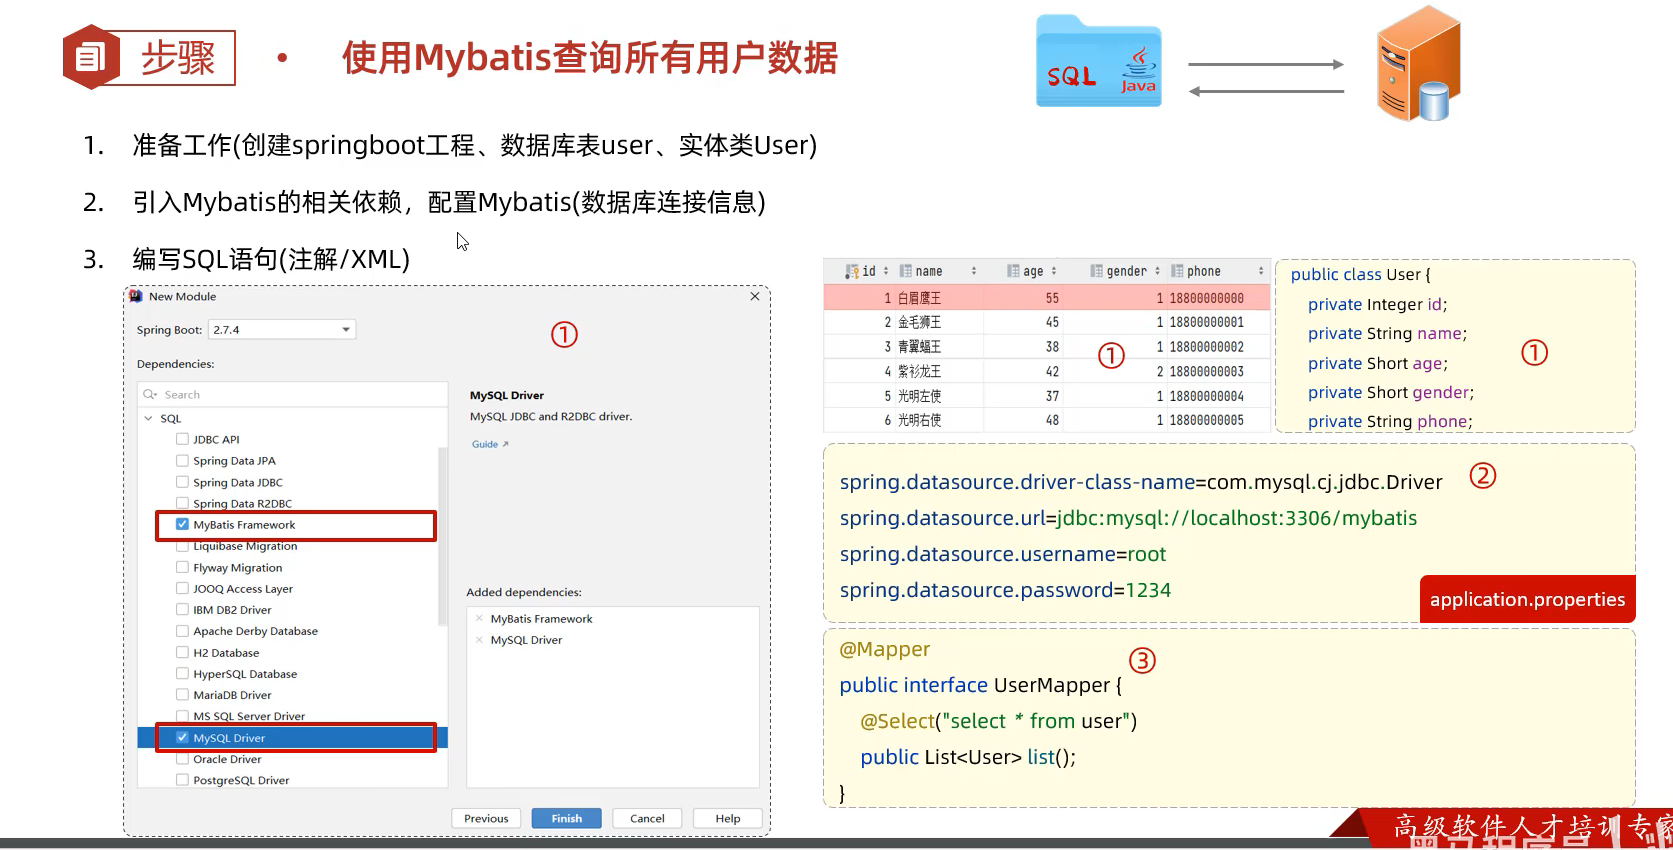 步骤
• 使用Mybatis查询所有用户数据
SQL
Java
1. 准备工作(创建springboot工程、数据库表user、实体类User)
2. 引入Mybatis的相关依赖，配置Mybatis(数据库连接信息)
3. 编写SQL语句(注解/XML)
New Module
Spring Boot: 2.7.4
①
Dependencies:
Search
SQL
JDBC API
Spring Data JPA
Spring Data JDBC
Spring Data R2DBC
MyBatis Framework
Liquibase Migration
Flyway Migration
JOOQ Access Layer
IBM DB2 Driver
Apache Derby Database
H2 Database
HyperSQL Database
MariaDB Driver
MS SQL Server Driver
MySQL Driver
Oracle Driver
PostgreSQL Driver
MySQL Driver
MySQL JDBC and R2DBC driver.
Guide ↗
Added dependencies:
× MyBatis Framework
× MySQL Driver
Previous Finish Cancel Help
id name age gender phone
1 白眉鹰王 55 1 18800000000
2 金毛狮王 45 1 18800000001
3 青翼蝠王 38 1 18800000002
4 紫衫龙王 42 2 18800000003
5 光明左使 37 1 18800000004
6 光明右使 48 1 18800000005
①
public class User {
private Integer id;
private String name;
private Short age;
private Short gender;
private String phone;
①
spring.datasource.driver-class-name=com.mysql.cj.jdbc.Driver
spring.datasource.url=jdbc:mysql://localhost:3306/mybatis
spring.datasource.username=root
spring.datasource.password=1234
②
application.properties
@Mapper
public interface UserMapper {
@Select("select * from user")
public List<User> list();
}
③
高级软件人才培训专家